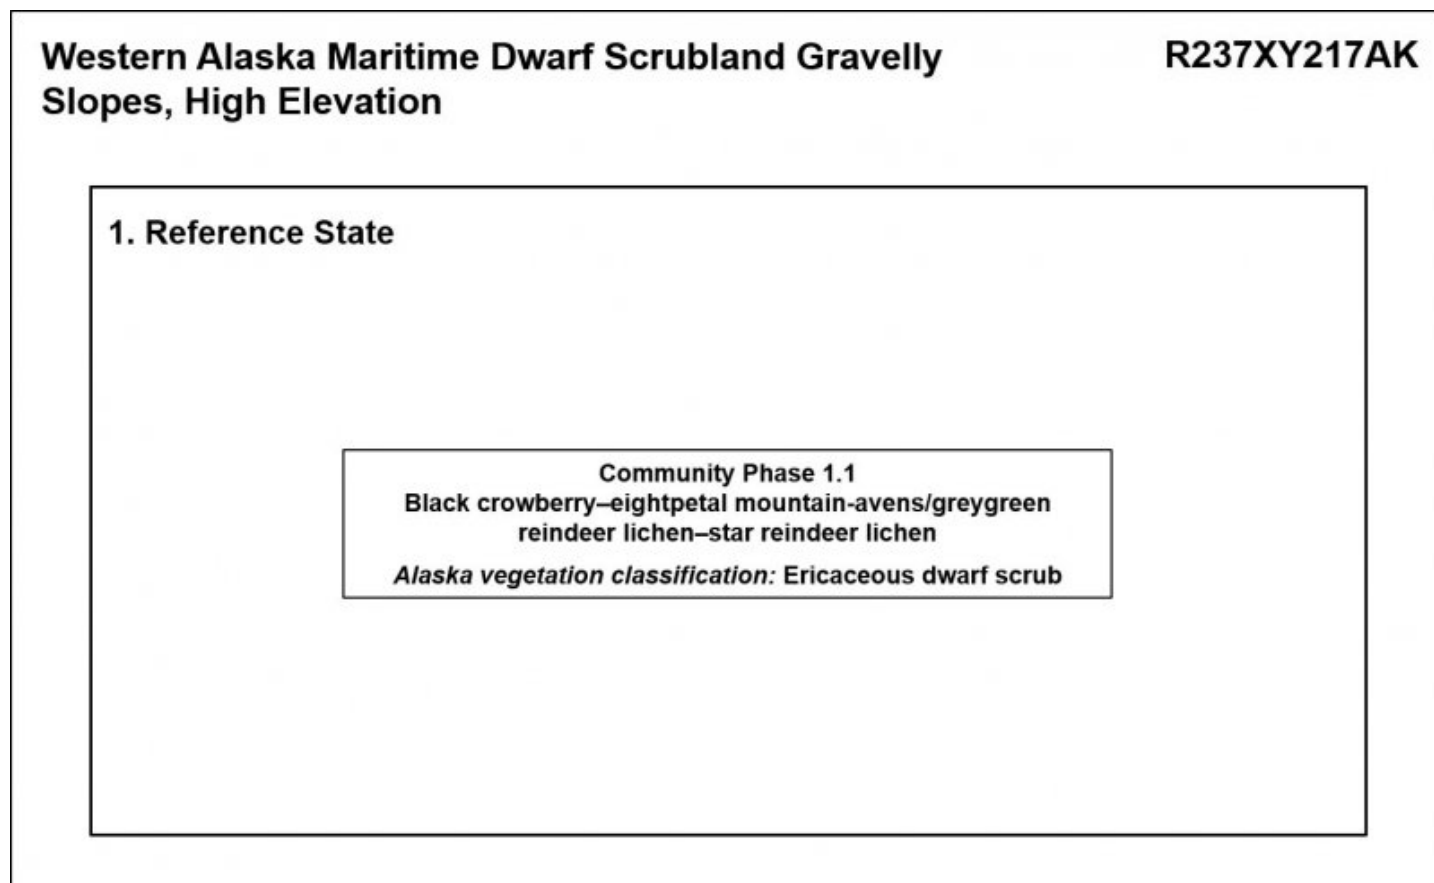 Western Alaska Maritime Dwarf Scrubland Gravelly
Slopes, High Elevation
R237XY217AK
1. Reference State
Community Phase 1.1
Black crowberry–eightpetal mountain-avens/greygreen
reindeer lichen–star reindeer lichen
Alaska vegetation classification: Ericaceous dwarf scrub